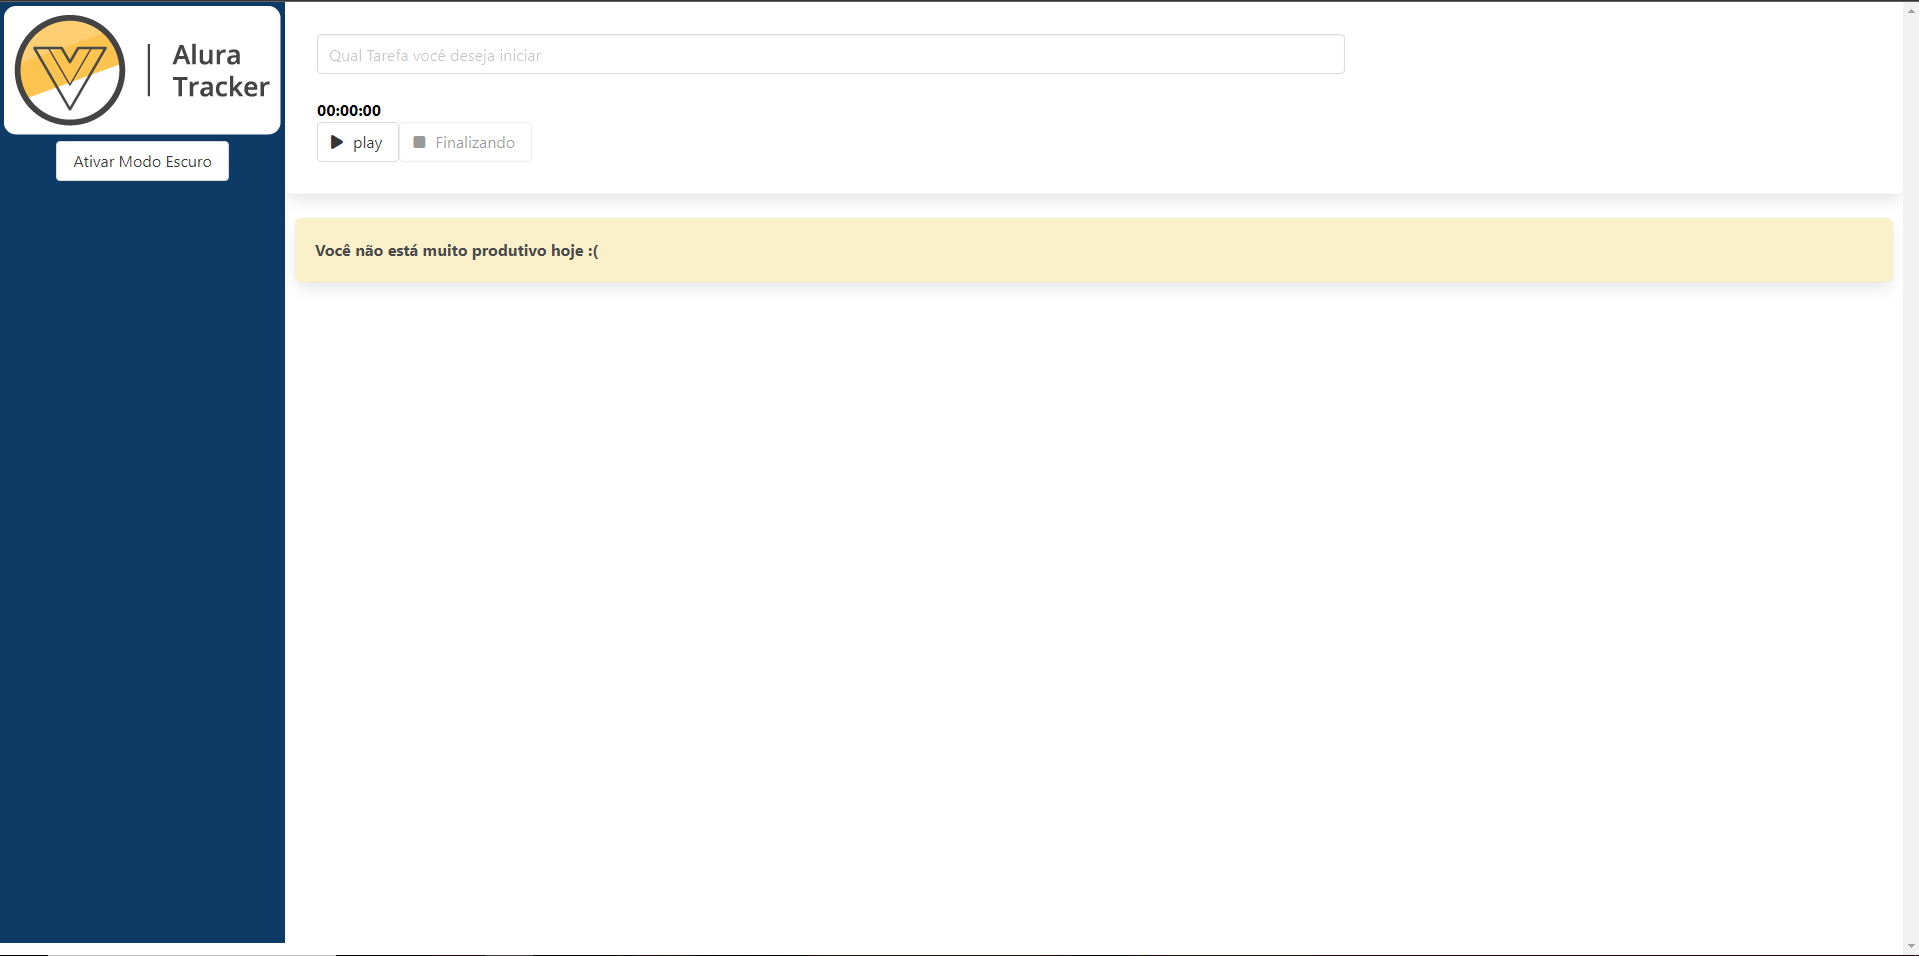 Alura
Tracker
Ativar Modo Escuro
Qual Tarefa você deseja iniciar
00:00:00
play
Finalizando
Você não está muito produtivo hoje :(